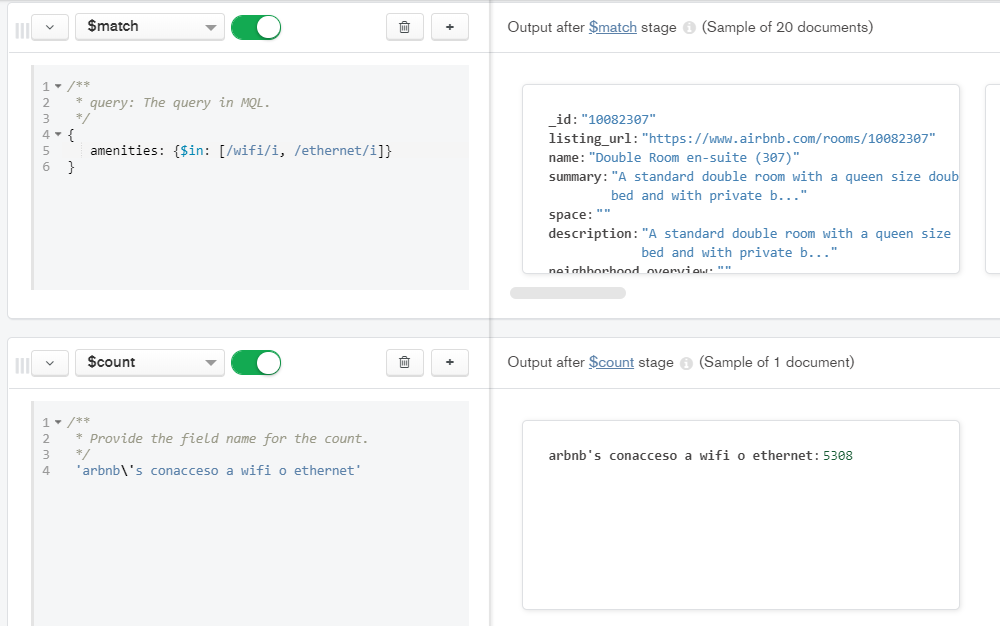 $match
Output after $match stage (Sample of 20 documents)
1 /**
2 * query: The query in MQL.
3 */
4 {
5 amenities: {$in: [/wifi/i, /ethernet/i]}
6 }
_id: "10082307"
listing_url: "https://www.airbnb.com/rooms/10082307"
name: "Double Room en-suite (307)"
summary: "A standard double room with a queen size doub
bed and with private b..."
space: ""
description: "A standard double room with a queen size
bed and with private b..."
neighborhood_overview: ""
$count
Output after $count stage (Sample of 1 document)
1 /**
2 * Provide the field name for the count.
3 */
4 'arbnb\'s conacceso a wifi o ethernet'
arbnb's conacceso a wifi o ethernet: 5308